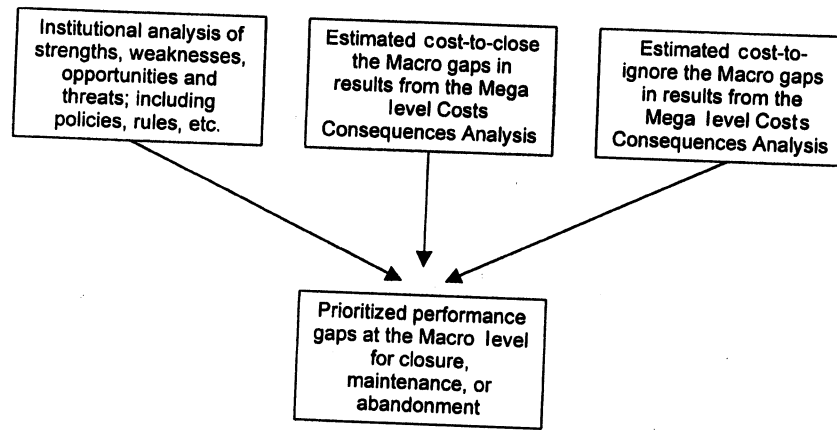 Institutional analysis of
strengths, weaknesses,
opportunities and
threats; including
policies, rules, etc.
Estimated cost-to-close
the Macro gaps in
results from the Mega
level Costs
Consequences Analysis
Estimated cost-to-
ignore the Macro gaps
in results from the
Mega level Costs
Consequences Analysis
Prioritized performance
gaps at the Macro level
for closure,
maintenance, or
abandonment